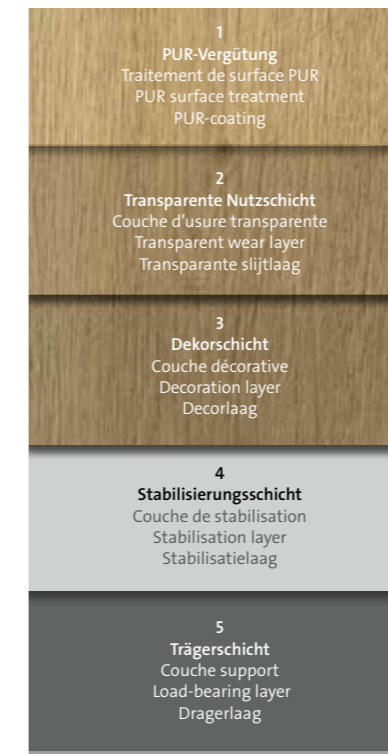 1
PUR-Vergütung
Traitement de surface PUR
PUR surface treatment
PUR-coating
2
Transparente Nutzschicht
Couche d'usure transparente
Transparent wear layer
Transparante slijtlaag
3
Dekorschicht
Couche décorative
Decoration layer
Decorlaag
4
Stabilisierungsschicht
Couche de stabilisation
Stabilisation layer
Stabilisatielaag
5
Trägerschicht
Couche support
Load-bearing layer
Dragerlaag